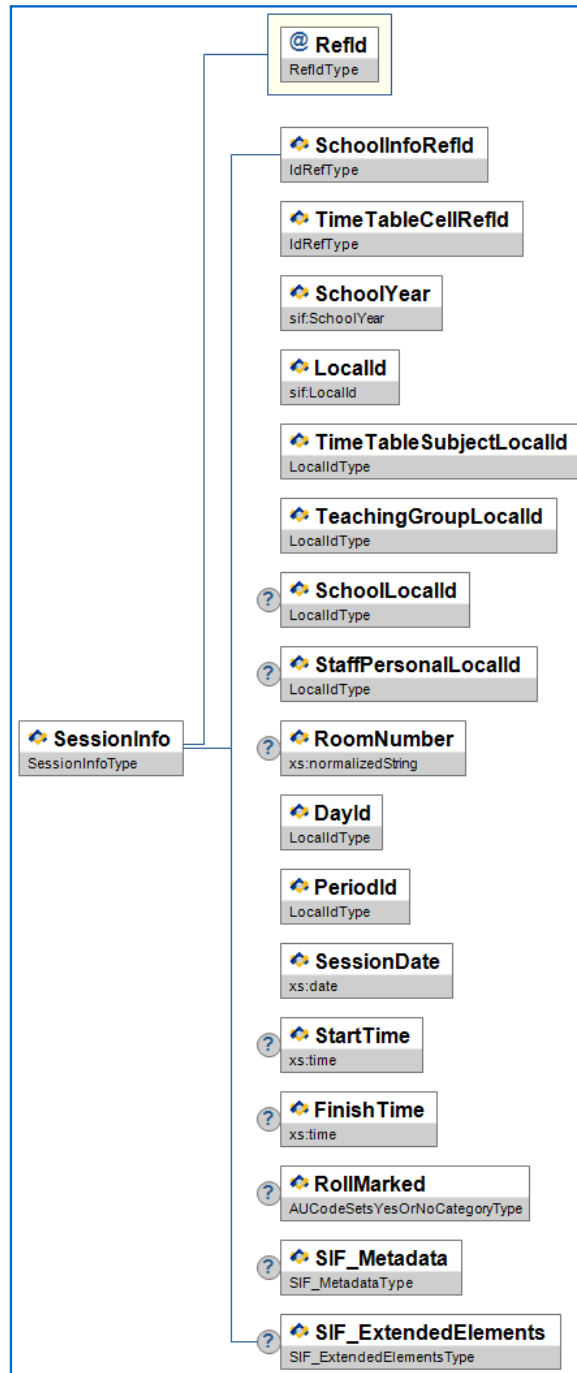 @ RefId
RefIdType
SchoolInfoRefId
IdRefType
TimeTableCellRefId
IdRefType
SchoolYear
sif:SchoolYear
LocalId
sif:LocalId
TimeTableSubjectLocalId
LocalIdType
TeachingGroupLocalId
LocalIdType
? SchoolLocalId
LocalIdType
? StaffPersonalLocalId
LocalIdType
SessionInfo
SessionInfoType
? RoomNumber
xs:normalizedString
DayId
LocalIdType
PeriodId
LocalIdType
SessionDate
xs:date
? StartTime
xs:time
? FinishTime
xs:time
? RollMarked
AUCodeSetsYesOrNoCategoryType
? SIF_Metadata
SIF_MetadataType
? SIF_ExtendedElements
SIF_ExtendedElementsType